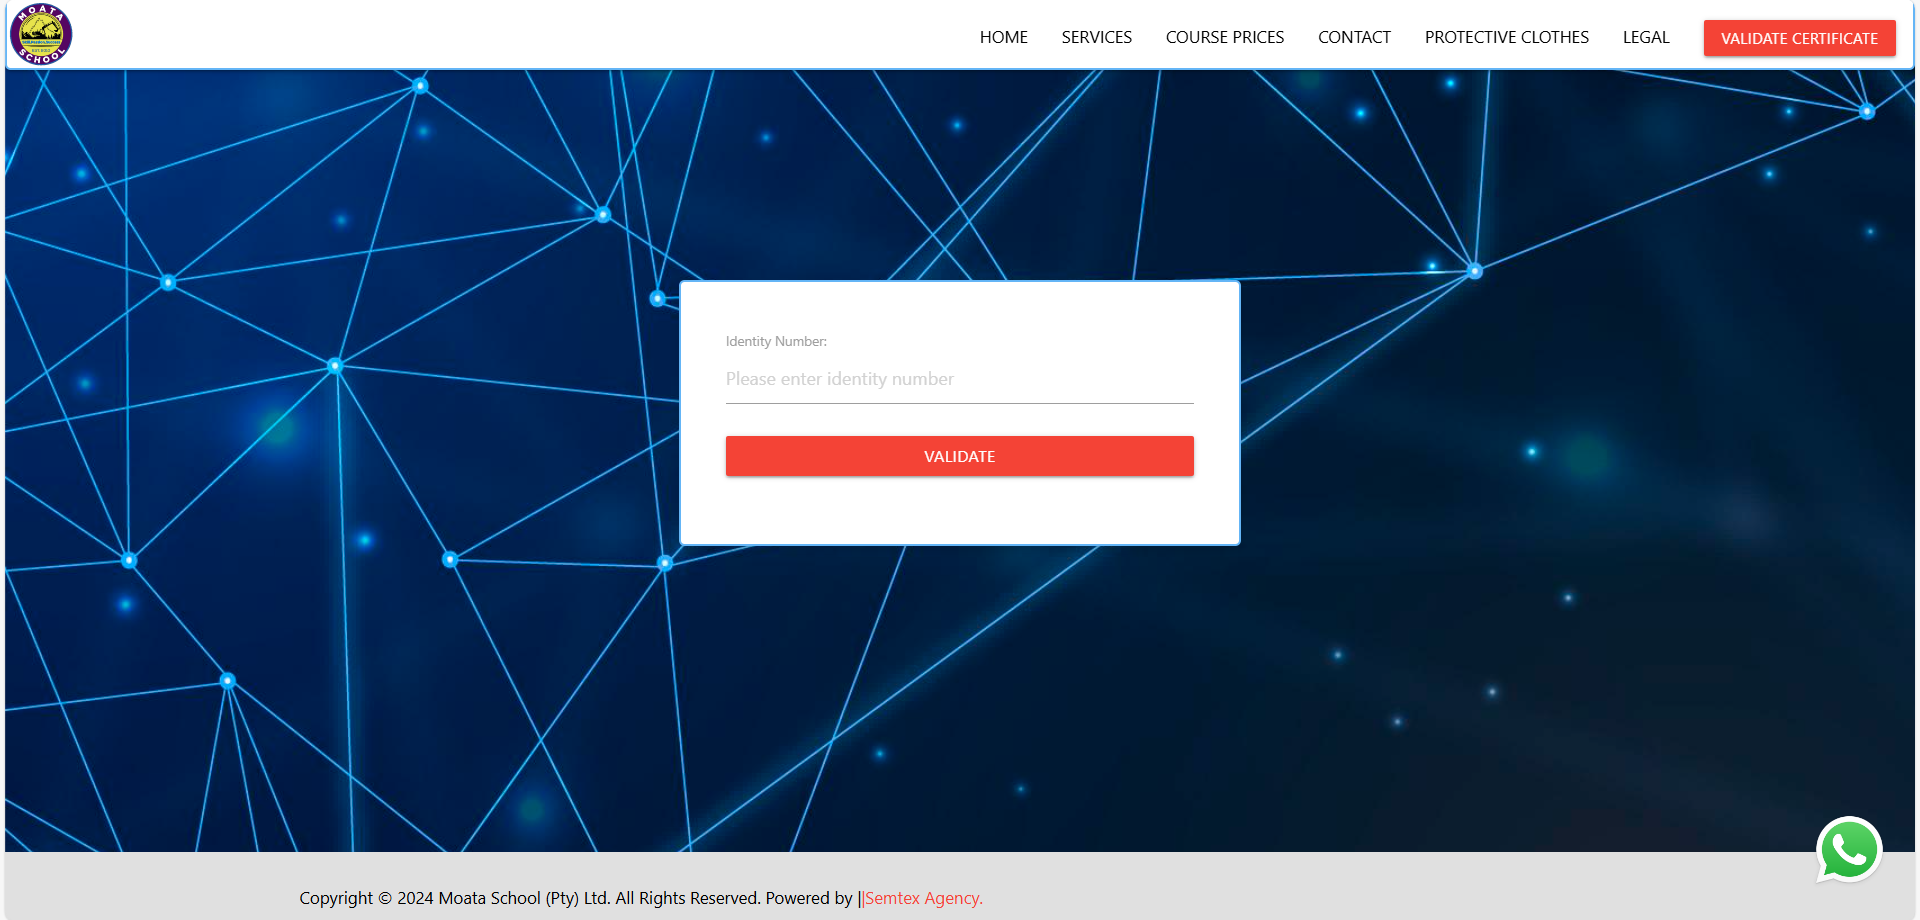 MOATA
SCHOOL
HOME
SERVICES
COURSE PRICES
CONTACT
PROTECTIVE CLOTHES
LEGAL
VALIDATE CERTIFICATE
Identity Number:
Please enter identity number
VALIDATE
Copyright © 2024 Moata School (Pty) Ltd. All Rights Reserved. Powered by ||Semtex Agency.